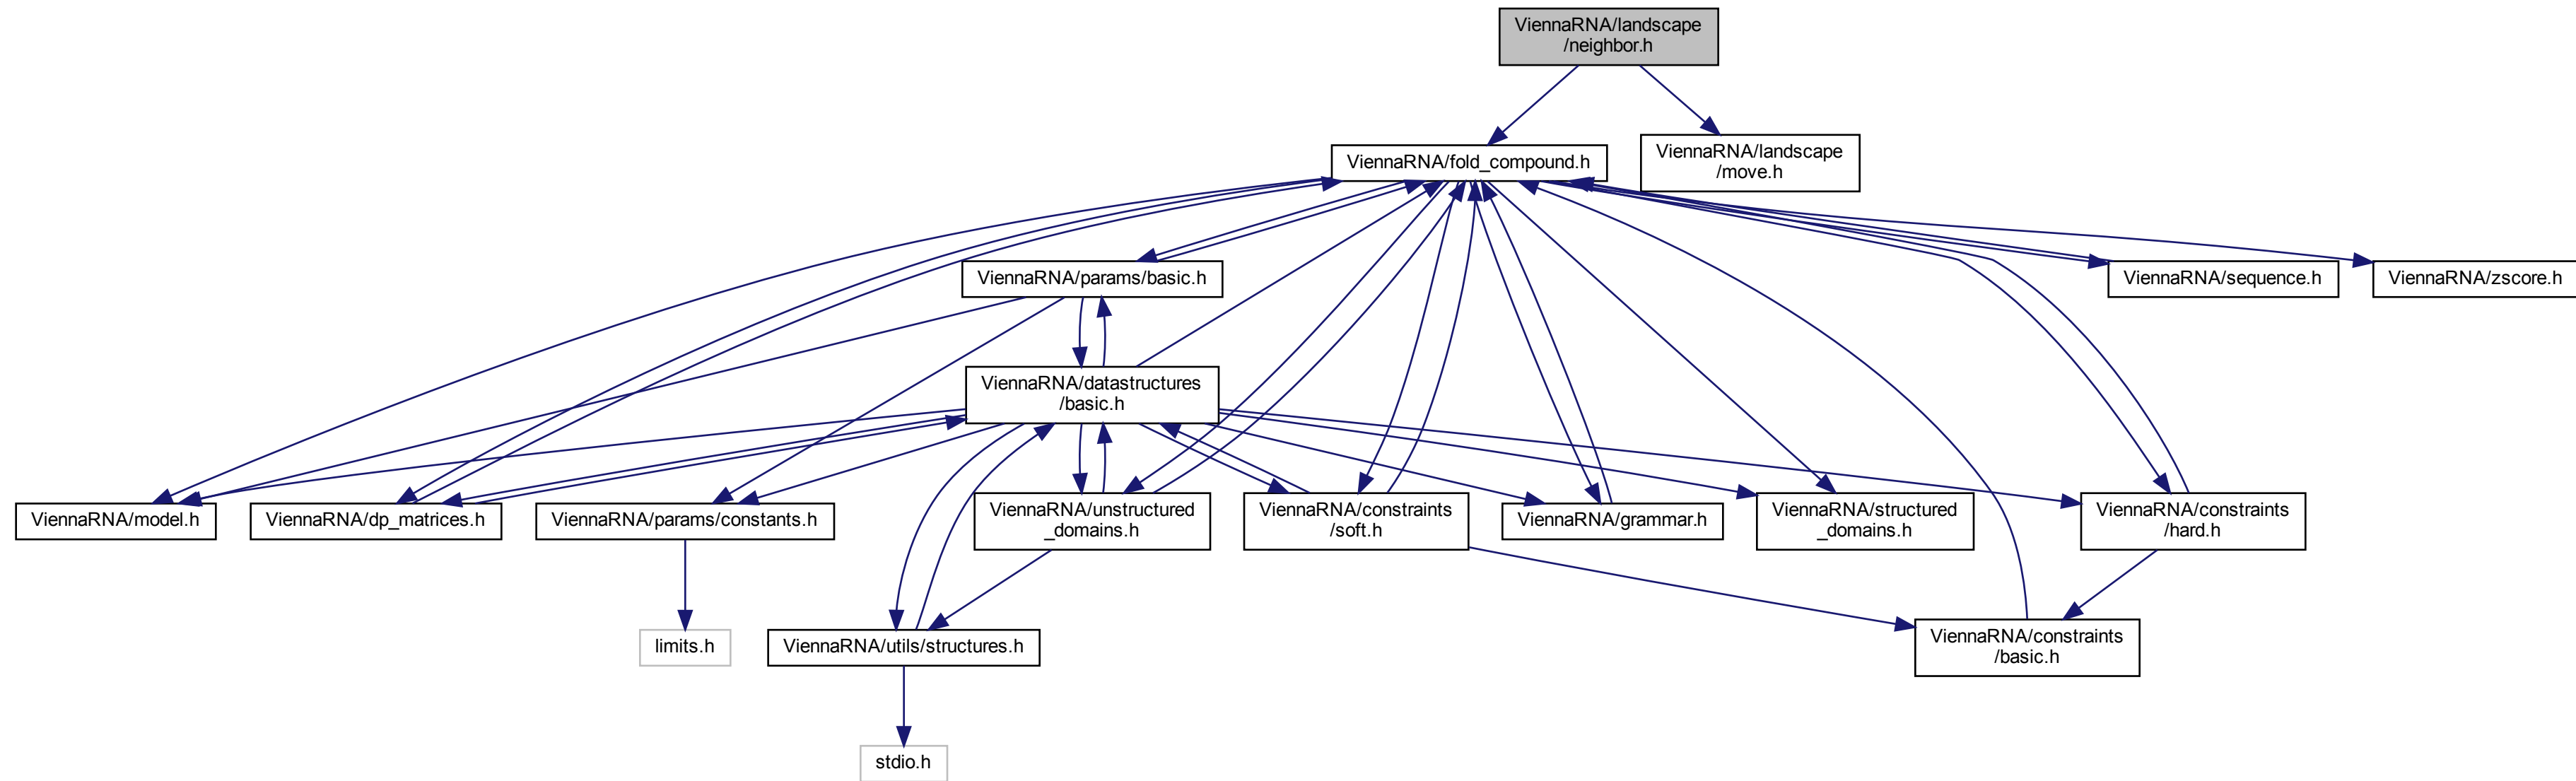 ViennaRNA/landscape
/neighbor.h
ViennaRNA/fold_compound.h
ViennaRNA/landscape
/move.h
ViennaRNA/params/basic.h
ViennaRNA/sequence.h
ViennaRNA/zscore.h
ViennaRNA/datastructures
/basic.h
ViennaRNA/model.h
ViennaRNA/dp_matrices.h
ViennaRNA/params/constants.h
ViennaRNA/unstructured
_domains.h
ViennaRNA/constraints
/soft.h
ViennaRNA/grammar.h
ViennaRNA/structured
_domains.h
ViennaRNA/constraints
/hard.h
limits.h
ViennaRNA/utils/structures.h
ViennaRNA/constraints
/basic.h
stdio.h